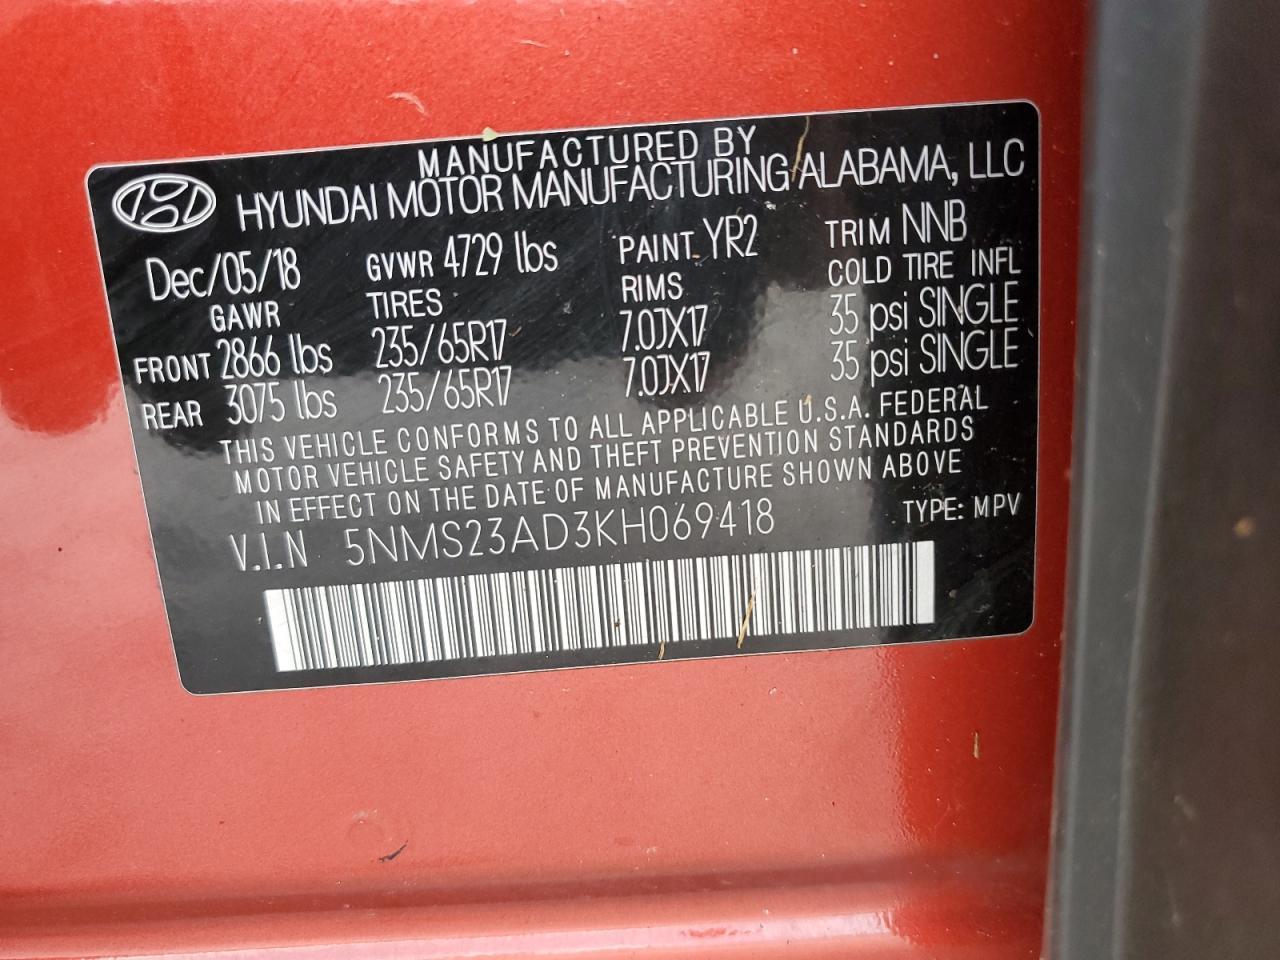 MANUFACTURED BY
HYUNDAI MOTOR MANUFACTURING ALABAMA, LLC
Dec/05/18 GVWR 4729 lbs PAINT YR2 TRIM NNB
GAWR TIRES RIMS COLD TIRE INFL
FRONT 2866 lbs 235/65R17 7.0JX17 35 psi SINGLE
REAR 3075 lbs 235/65R17 7.0JX17 35 psi SINGLE
THIS VEHICLE CONFORMS TO ALL APPLICABLE U.S.A. FEDERAL
MOTOR VEHICLE SAFETY AND THEFT PREVENTION STANDARDS
IN EFFECT ON THE DATE OF MANUFACTURE SHOWN ABOVE
V.I.N 5NMS23AD3KH069418 TYPE: MPV